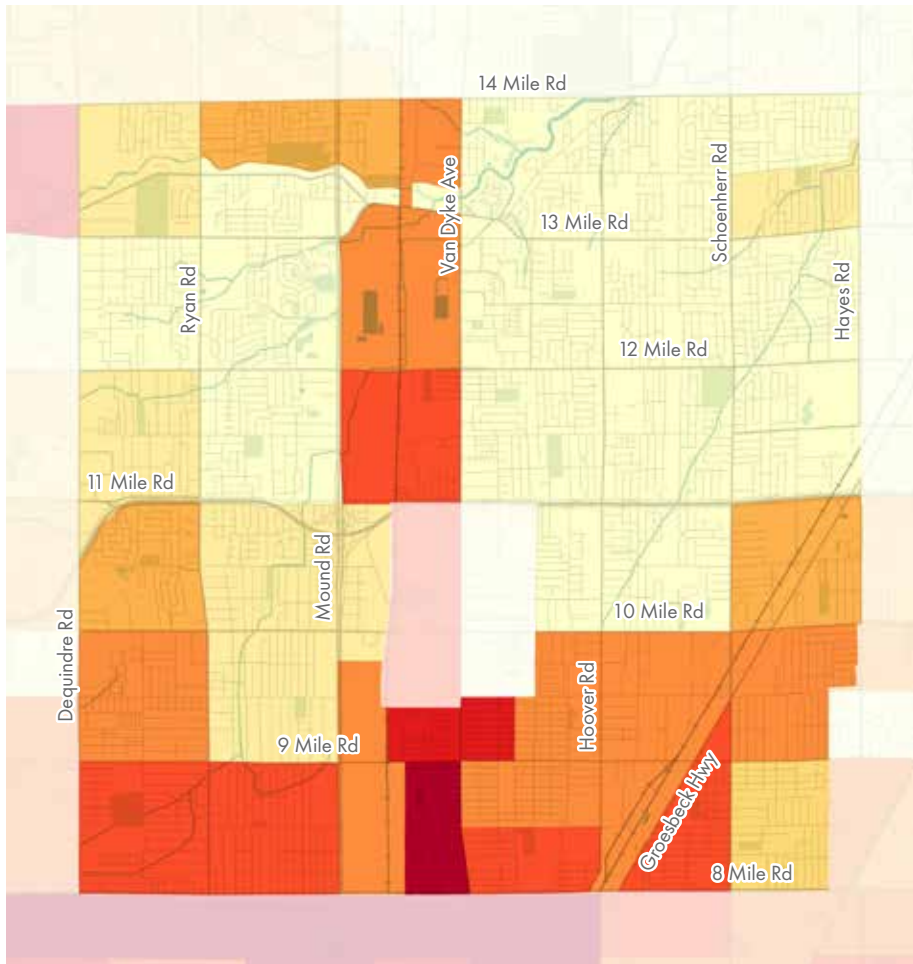 14 Mile Rd
Van Dyke Ave
Schoenherr Rd
13 Mile Rd
Ryan Rd
Hayes Rd
12 Mile Rd
11 Mile Rd
Mound Rd
10 Mile Rd
Dequindre Rd
Hoover Rd
9 Mile Rd
Groesbeck Hwy
8 Mile Rd